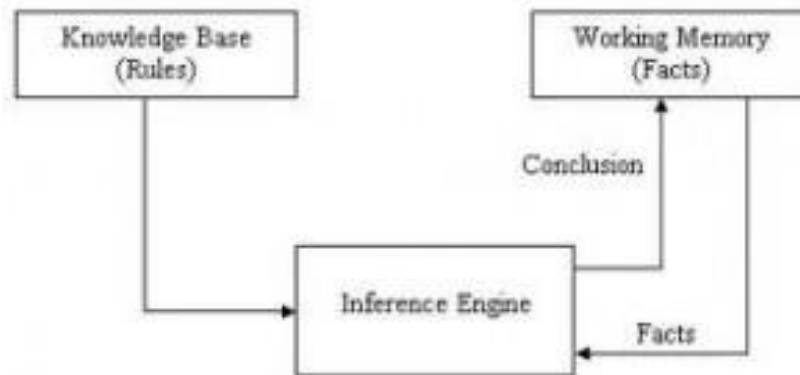 Knowledge Base
(Rules)
Working Memory
(Facts)
Conclusion
Inference Engine
Facts